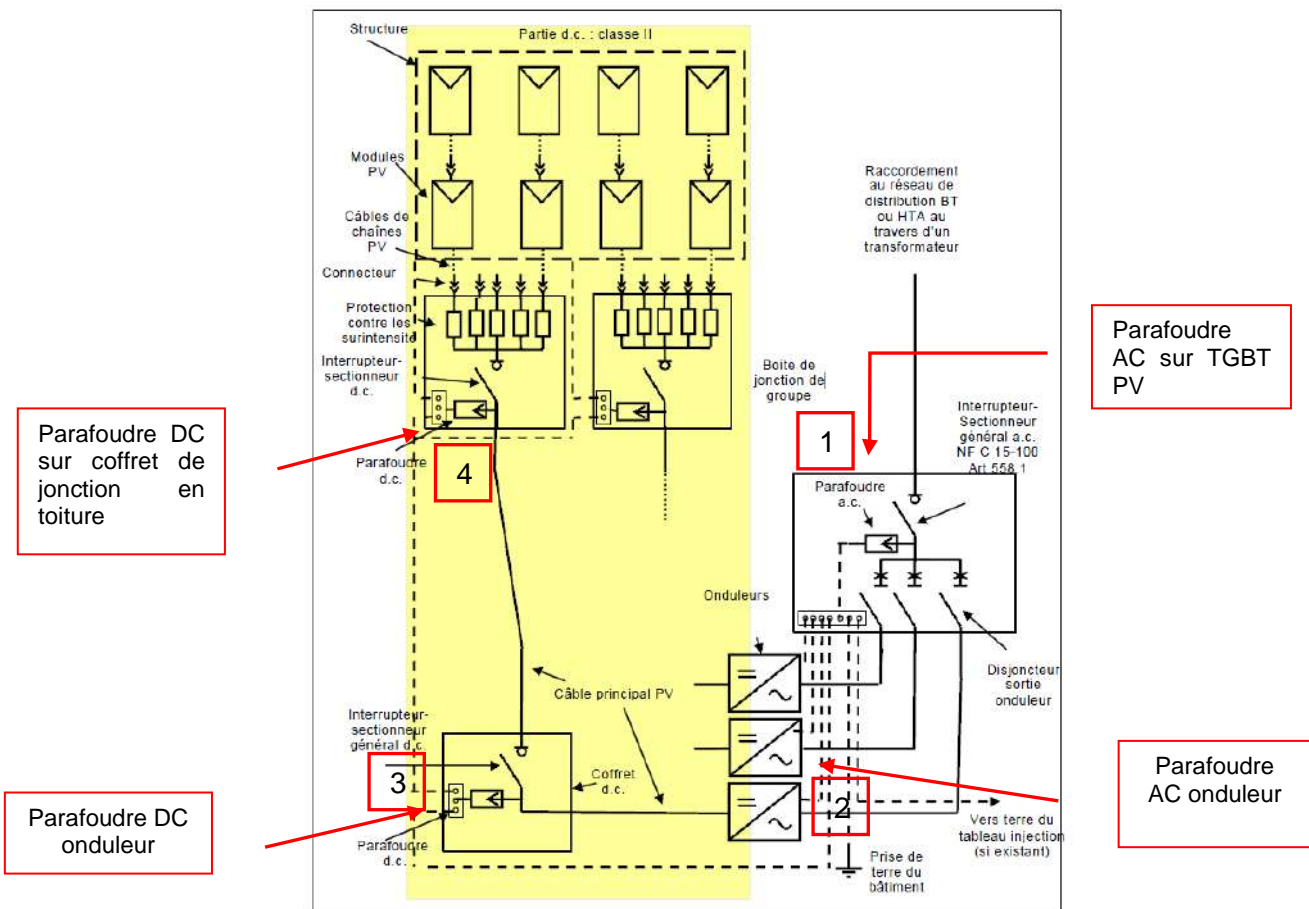 Structure
Partie d.c. : classe II
Modules
PV
Câbles de
chaînes
PV
Connecteur
Protection
contre les
surintensité
Interrupteur-
sectionneur
d.c.
Parafoudre
d.c.
4
Parafoudre DC
sur coffret de
jonction en
toiture
Raccordement
au réseau de
distribution BT
ou HTA au
travers d'un
transformateur
Boite de
jonction de
groupe
1
Parafoudre
AC sur TGBT
PV
Interrupteur-
Sectionneur
général a.c.
NF C 15-100
Art 558.1
Parafoudre
a.c.
Onduleurs
Disjoncteur
sortie
onduleur
Câble principal PV
Interrupteur-
sectionneur
général d.c.
3
Coffret
d.c.
Parafoudre
d.c.
Parafoudre DC
onduleur
2
Parafoudre
AC onduleur
Vers terre du
tableau injection
(si existant)
Prise de
terre du
bâtiment